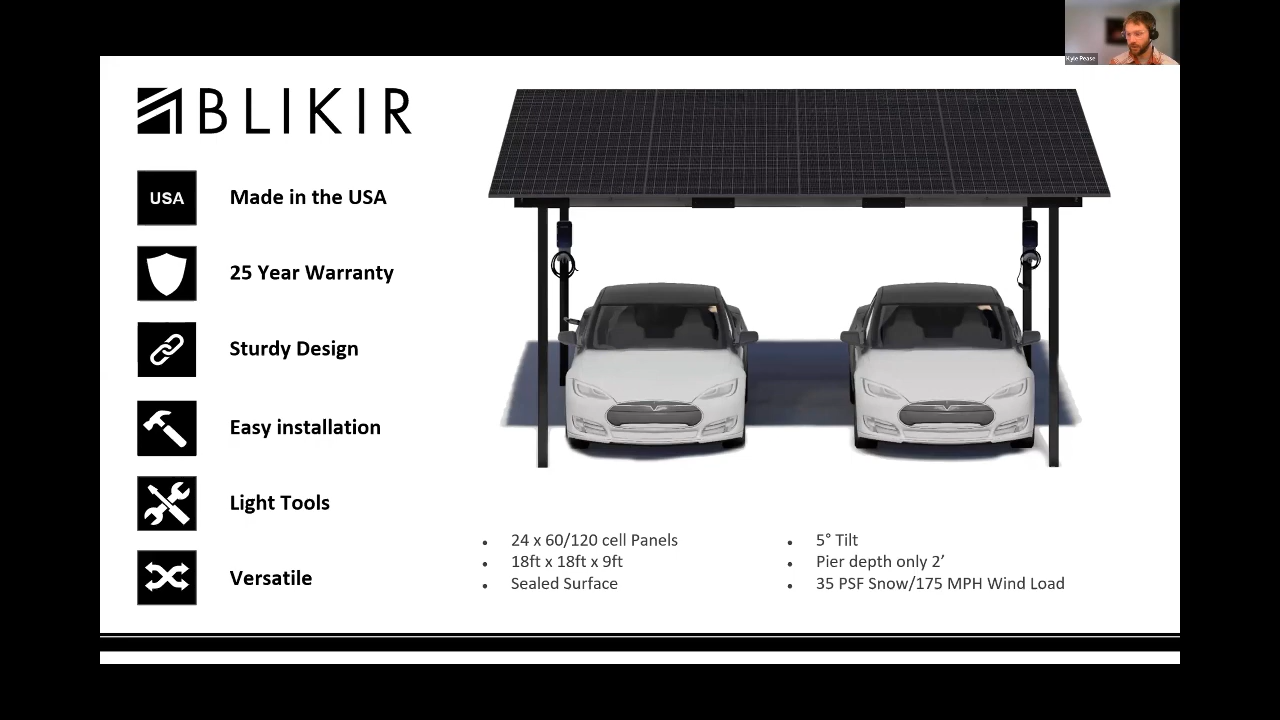 Kyle Pease
BLIKIR
USA
Made in the USA
25 Year Warranty
Sturdy Design
Easy installation
Light Tools
Versatile
• 24 x 60/120 cell Panels
• 18ft x 18ft x 9ft
• Sealed Surface
• 5° Tilt
• Pier depth only 2’
• 35 PSF Snow/175 MPH Wind Load